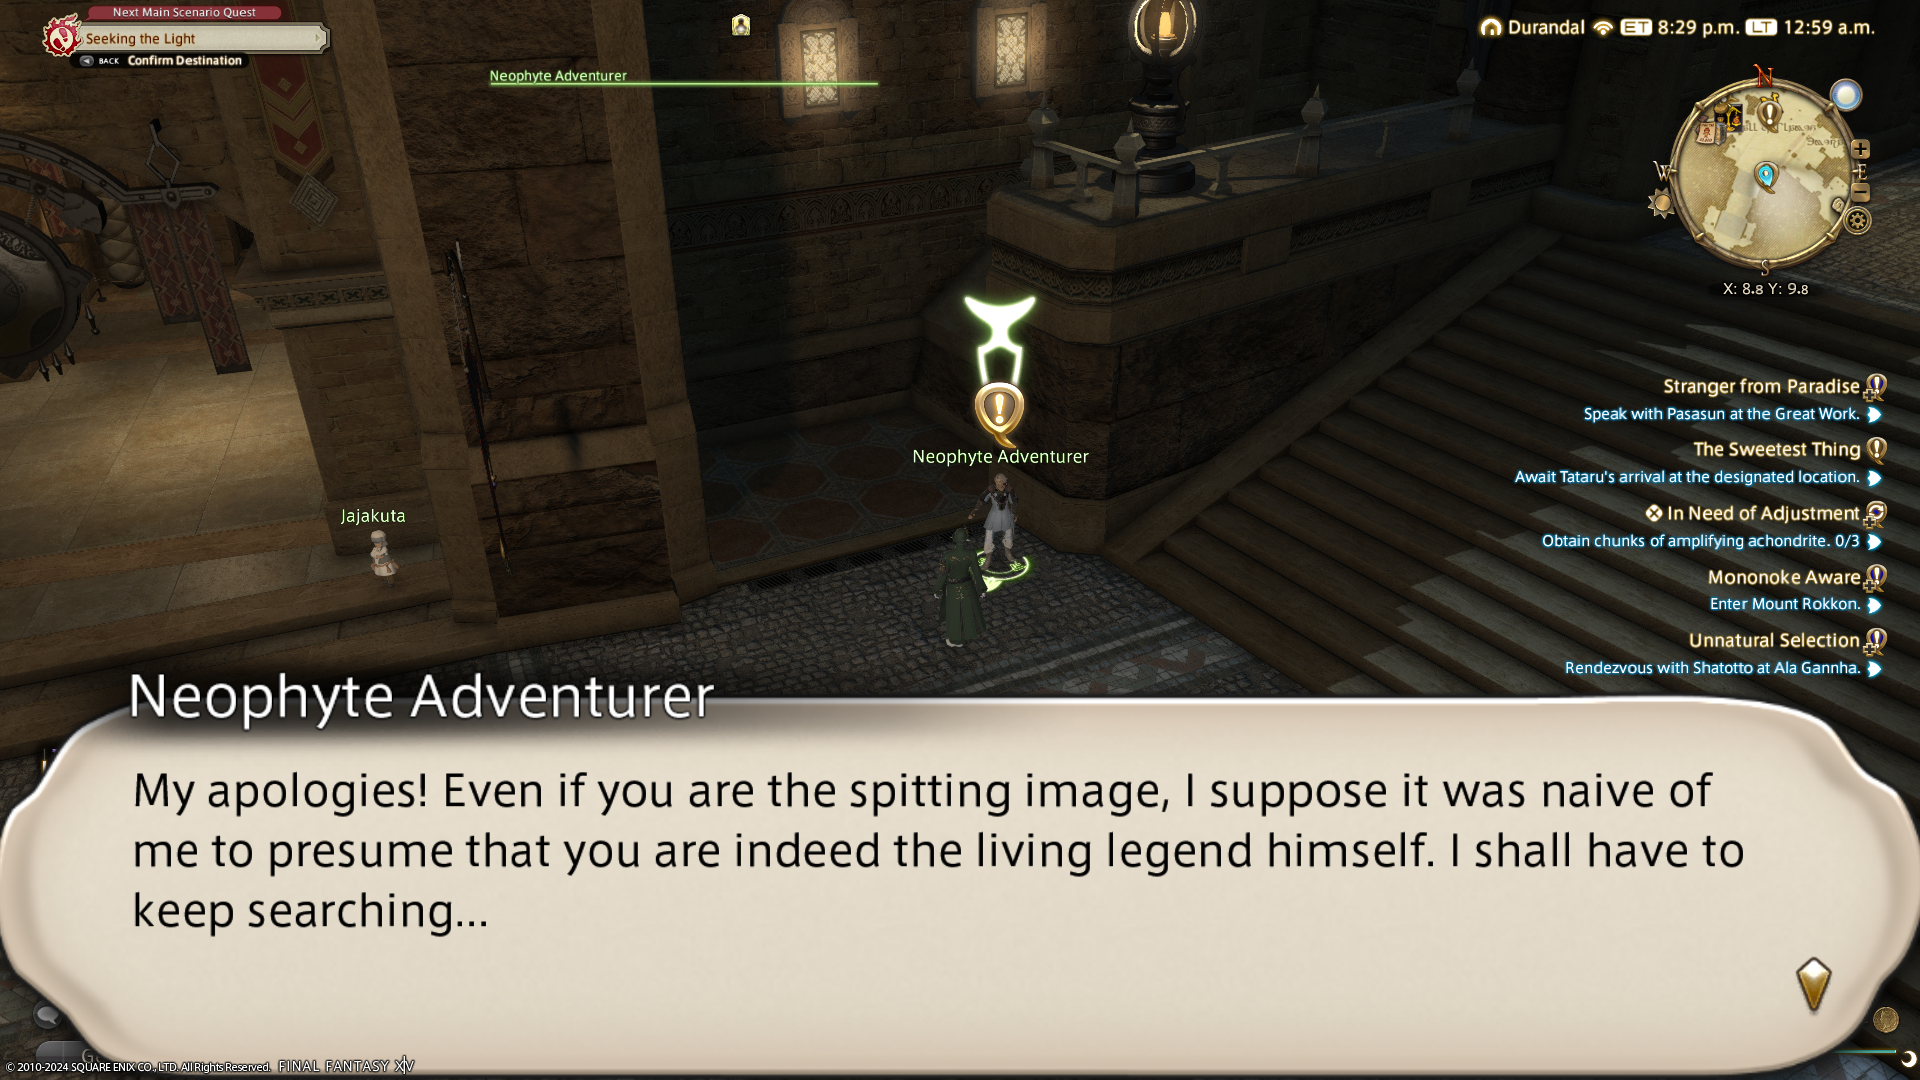 Next Main Scenario Quest
Seeking the Light
BACK Confirm Destination
Neophyte Adventurer
Durandal ET 8:29 p.m. LT 12:59 a.m.
N
W
E
S
X: 8.8 Y: 9.8
Stranger from Paradise
Speak with Pasasun at the Great Work.
The Sweetest Thing
Await Tataru's arrival at the designated location.
In Need of Adjustment
Obtain chunks of amplifying achondrite. 0/3
Mononoke Aware
Enter Mount Rokkon.
Unnatural Selection
Rendezvous with Shatotto at Ala Gannha.
Neophyte Adventurer
Jajakuta
Neophyte Adventurer
My apologies! Even if you are the spitting image, I suppose it was naive of
me to presume that you are indeed the living legend himself. I shall have to
keep searching...
© 2010-2024 SQUARE ENIX CO., LTD. All Rights Reserved. FINAL FANTASY XIV